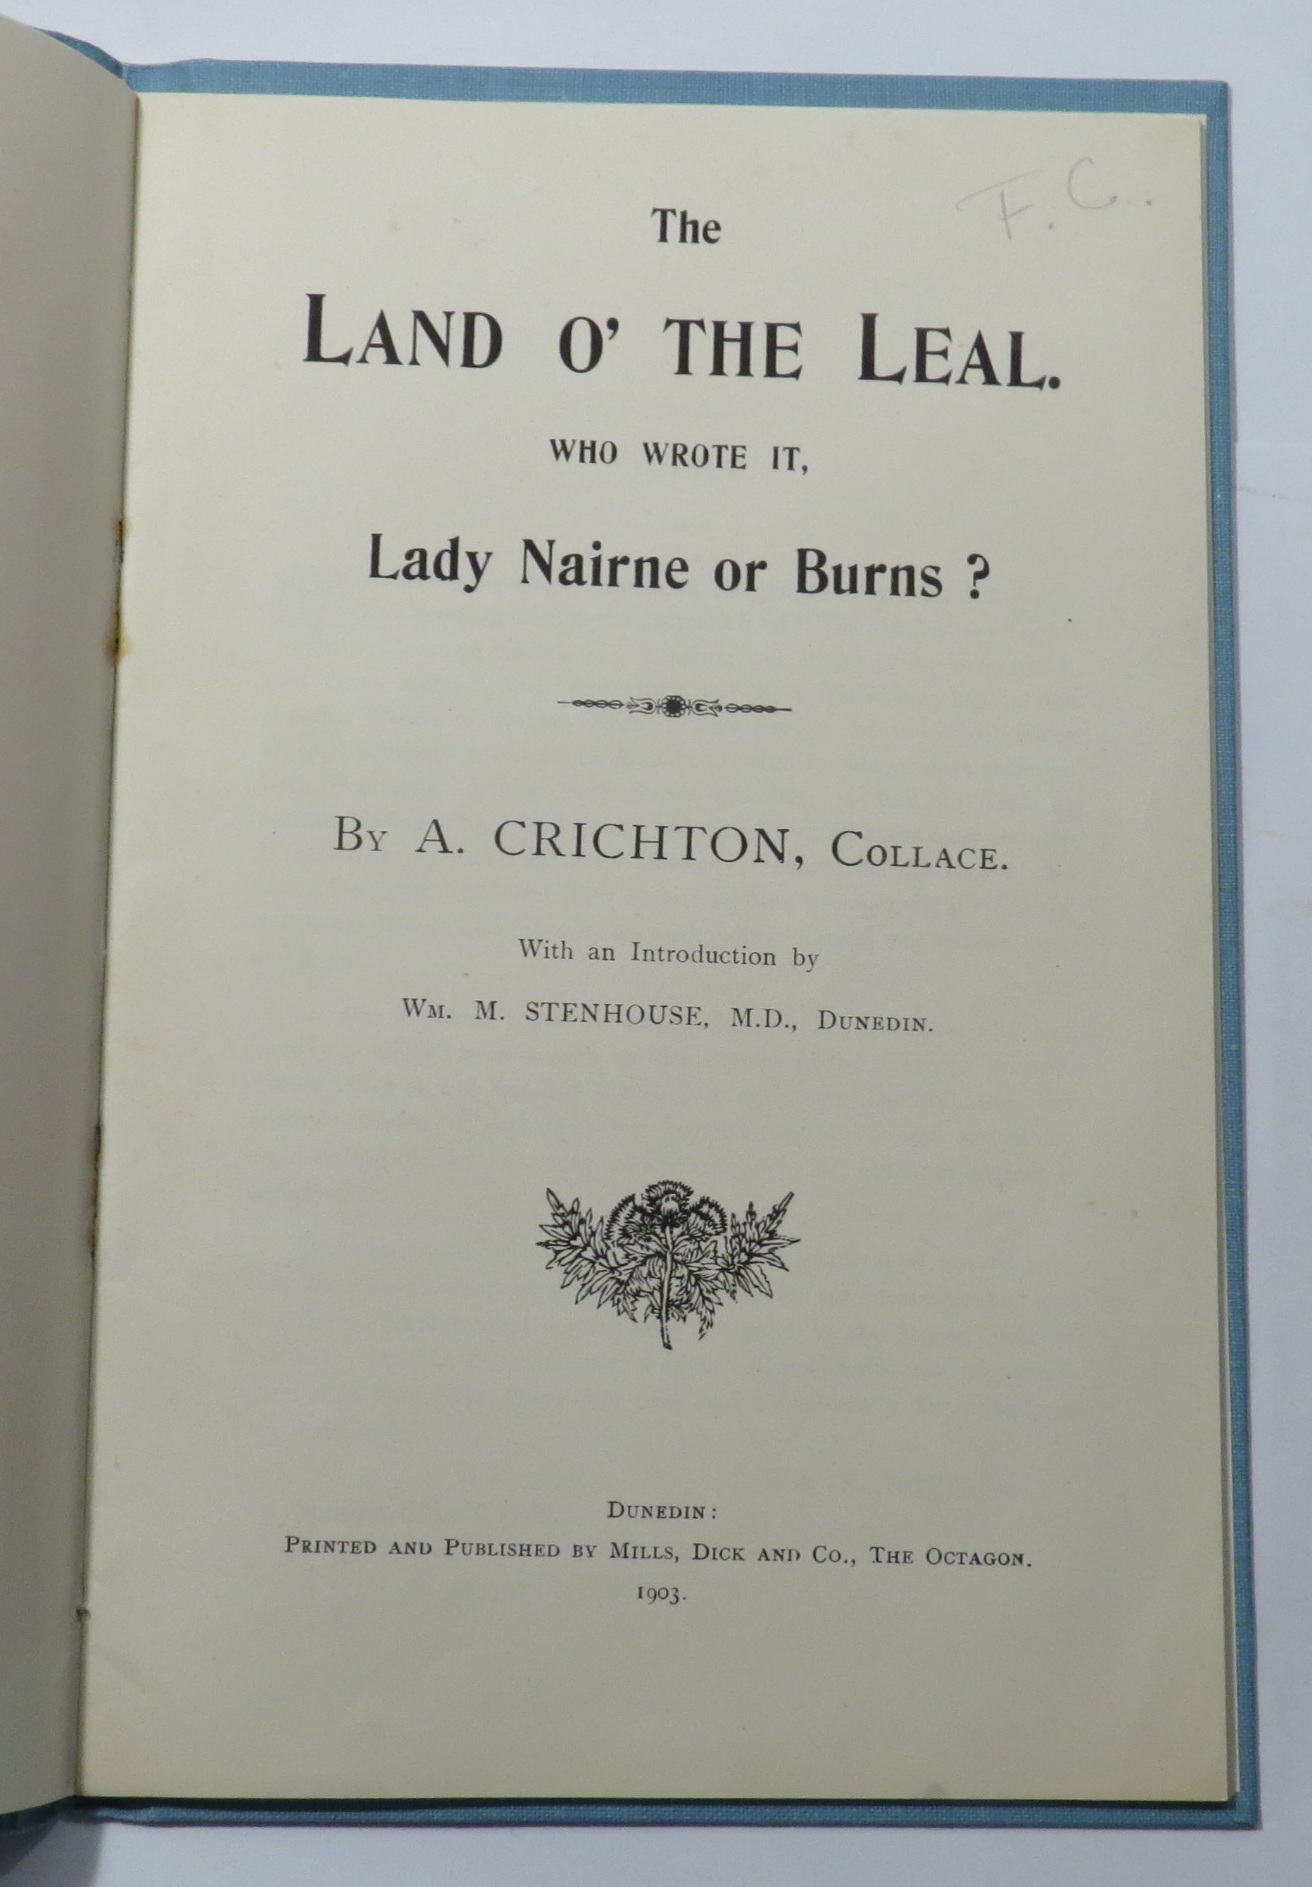 F. C.
The
LAND O' THE LEAL.
WHO WROTE IT,
Lady Nairne or Burns ?
BY A. CRICHTON, COLLACE.
With an Introduction by
WM. M. STENHOUSE, M.D., DUNEDIN.
DUNEDIN:
PRINTED AND PUBLISHED BY MILLS, DICK AND CO., THE OCTAGON.
1903.